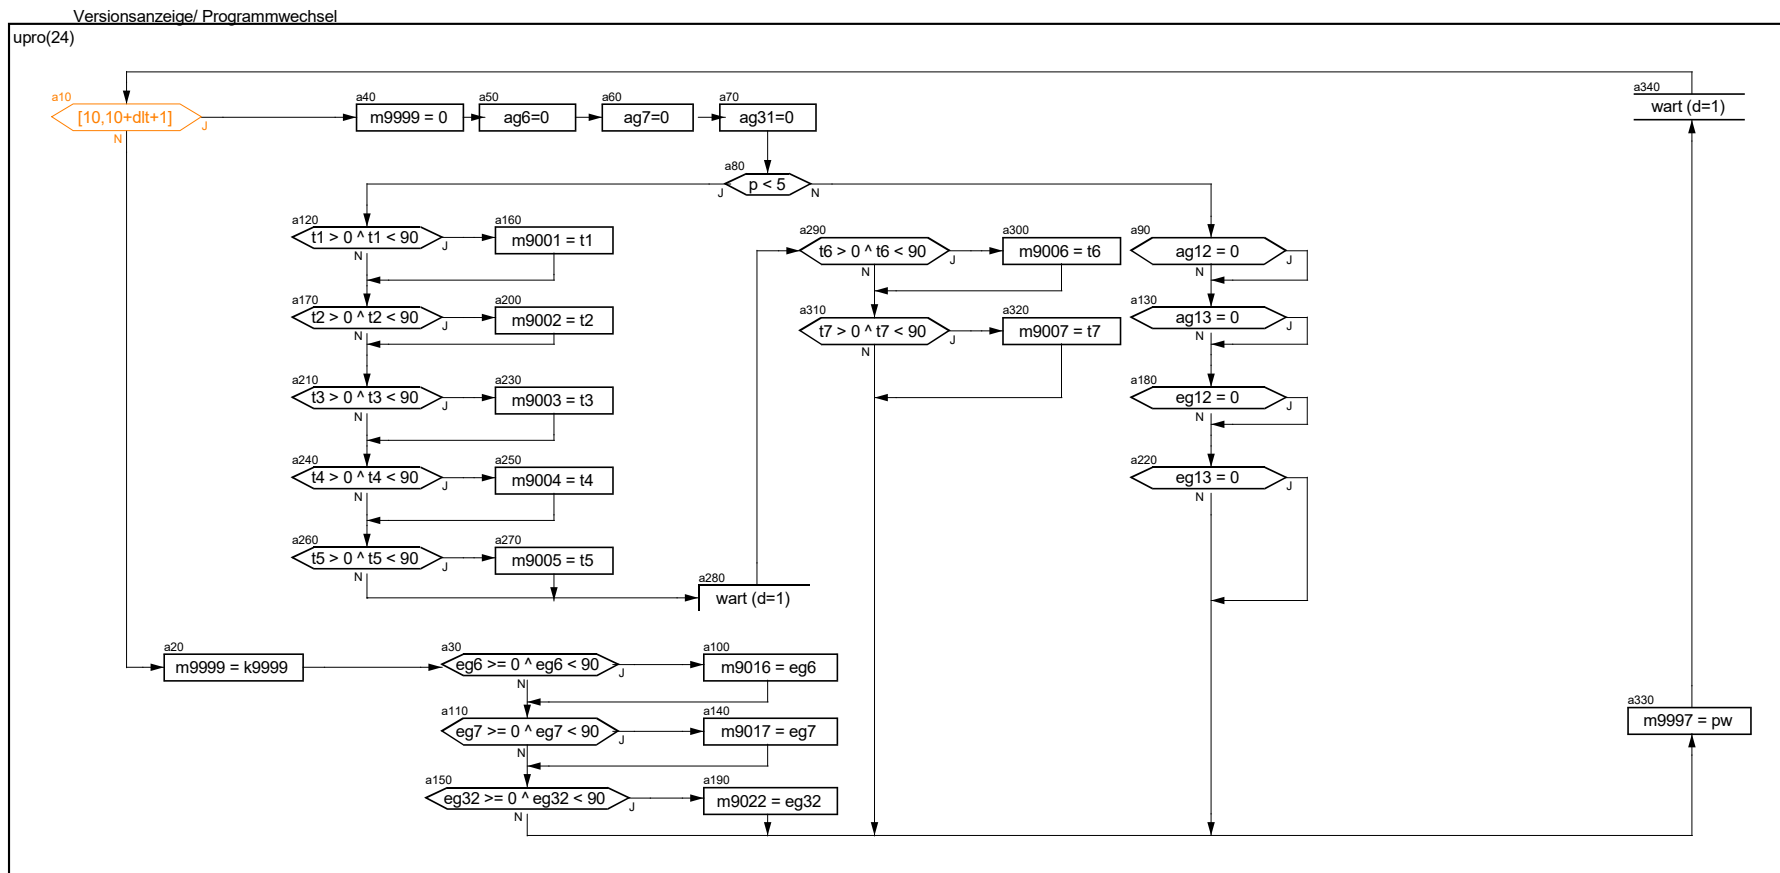 Versionsanzeige/ Programmwechsel
upro(24)
a10
[10,10+dlt+1]
J
N
a40
m9999 = 0
a50
ag6=0
a60
ag7=0
a70
ag31=0
a340
wart (d=1)
a80
p < 5
J
N
a120
t1 > 0 ^ t1 < 90
J
N
a160
m9001 = t1
a290
t6 > 0 ^ t6 < 90
J
N
a300
m9006 = t6
a90
ag12 = 0
J
N
a170
t2 > 0 ^ t2 < 90
J
N
a200
m9002 = t2
a310
t7 > 0 ^ t7 < 90
J
N
a320
m9007 = t7
a130
ag13 = 0
J
N
a210
t3 > 0 ^ t3 < 90
J
N
a230
m9003 = t3
a180
eg12 = 0
J
N
a240
t4 > 0 ^ t4 < 90
J
N
a250
m9004 = t4
a220
eg13 = 0
J
N
a260
t5 > 0 ^ t5 < 90
J
N
a270
m9005 = t5
a280
wart (d=1)
a20
m9999 = k9999
a30
eg6 >= 0 ^ eg6 < 90
J
N
a100
m9016 = eg6
a110
eg7 >= 0 ^ eg7 < 90
J
N
a140
m9017 = eg7
a330
m9997 = pw
a150
eg32 >= 0 ^ eg32 < 90
J
N
a190
m9022 = eg32